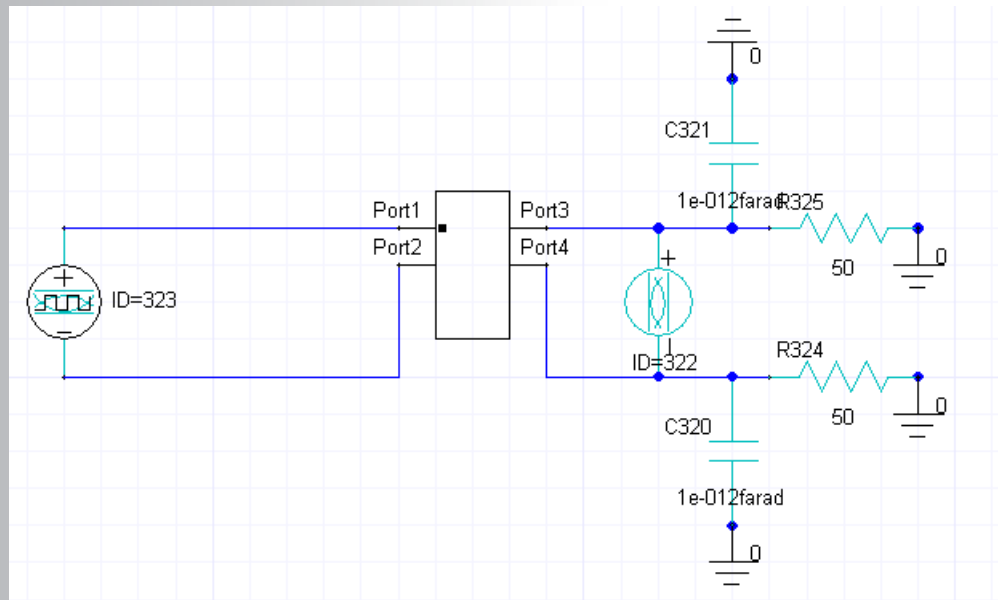 0
C321
1e-012farad
R325
Port1
Port3
Port2
Port4
0
50
ID=323
ID=322
R324
0
C320
50
1e-012farad
0